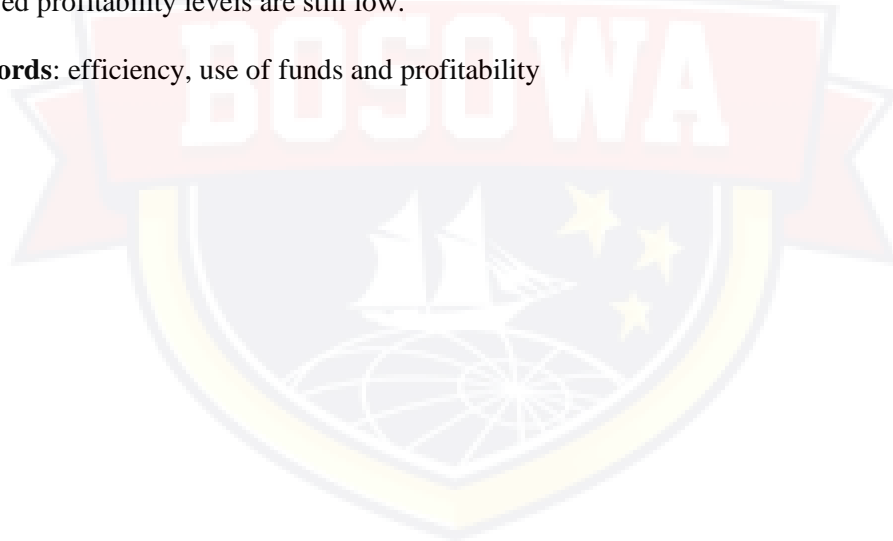 ed profitability levels are still low.
ords: efficiency, use of funds and profitability
BOSOWA